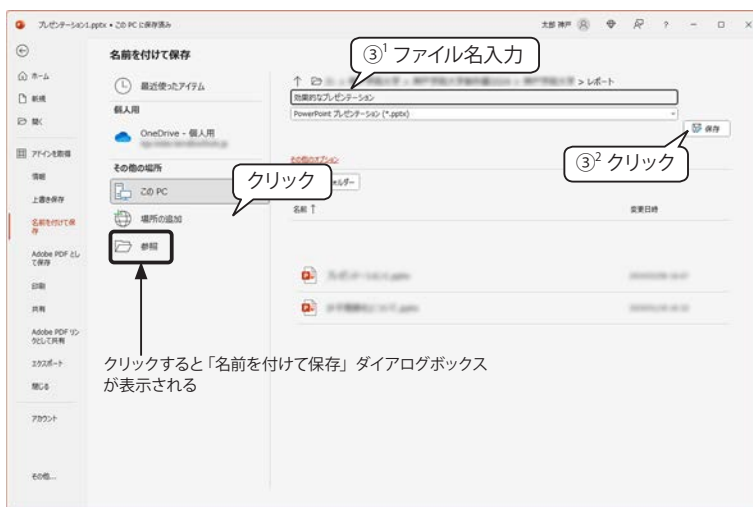 プレゼンテーション1.pptx • この PC に保存済み
太郎 神戸
?
名前を付けて保存
ホーム
新規
開く
アドインを取得
情報
上書き保存
名前を付けて保
存
Adobe PDF とし
て保存
印刷
共有
Adobe PDF リン
クとして共有
エクスポート
閉じる
アカウント
その他...
最近使ったアイテム
個人用
OneDrive - 個人用
その他の場所
この PC
場所の追加
参照
③¹ ファイル名入力
> レポート
効果的なプレゼンテーション
PowerPoint プレゼンテーション (*.pptx)
保存
その他のオプション
③² クリック
クリック
ォルダー
名前 ↑
変更日時
クリックすると「名前を付けて保存」ダイアログボックス
が表示される